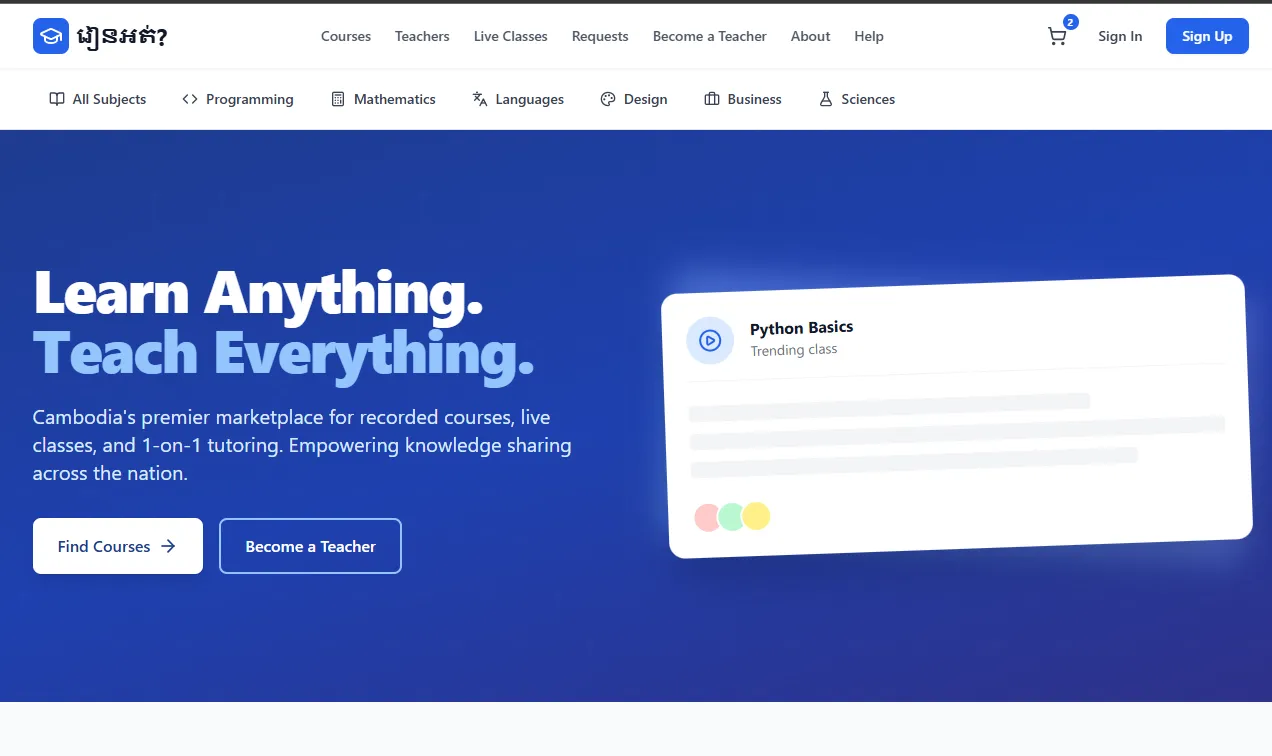 រៀនអត់?
Courses Teachers Live Classes Requests Become a Teacher About Help
2
Sign In
Sign Up
All Subjects Programming Mathematics Languages Design Business Sciences
Learn Anything.
Teach Everything.
Cambodia's premier marketplace for recorded courses, live
classes, and 1-on-1 tutoring. Empowering knowledge sharing
across the nation.
Find Courses
Become a Teacher
Python Basics
Trending class